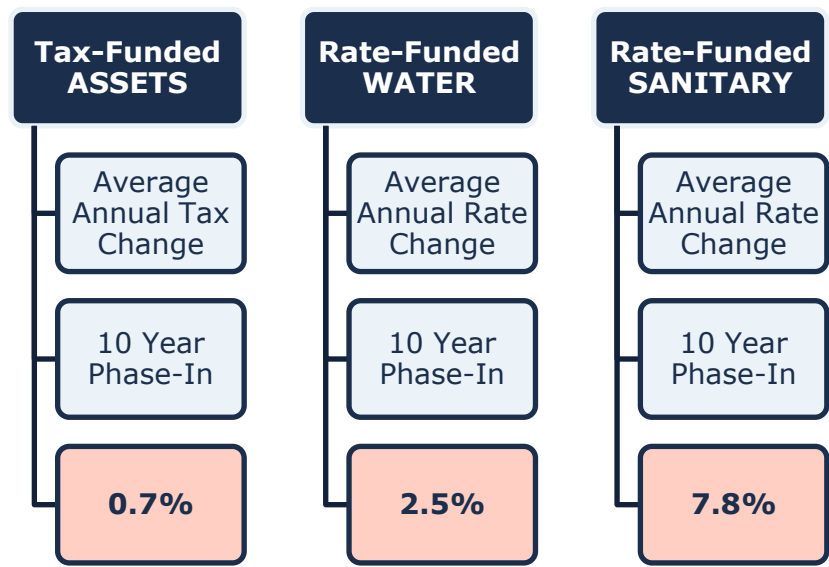 Tax-Funded
ASSETS
Average
Annual Tax
Change
10 Year
Phase-In
0.7%
Rate-Funded
WATER
Average
Annual Rate
Change
10 Year
Phase-In
2.5%
Rate-Funded
SANITARY
Average
Annual Rate
Change
10 Year
Phase-In
7.8%